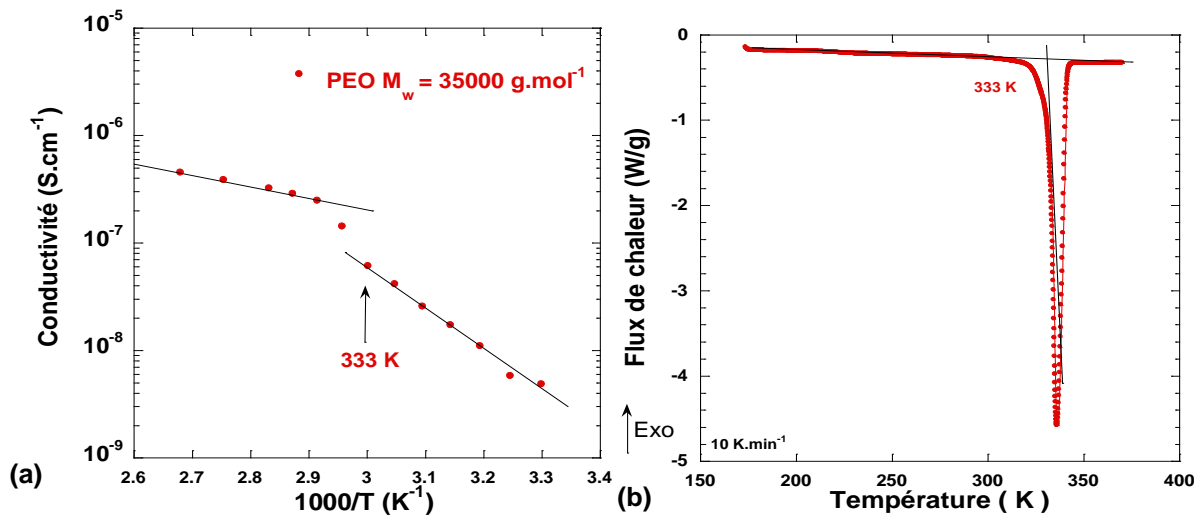 10⁻⁵
10⁻⁶
10⁻⁷
10⁻⁸
10⁻⁹
Conductivité (S.cm⁻¹)
PEO M_w = 35000 g.mol⁻¹
333 K
2.6 2.7 2.8 2.9 3 3.1 3.2 3.3 3.4
1000/T (K⁻¹)
(a)
0
-1
-2
-3
-4
-5
Flux de chaleur (W/g)
333 K
Exo
10 K.min⁻¹
150 200 250 300 350 400
Température ( K )
(b)